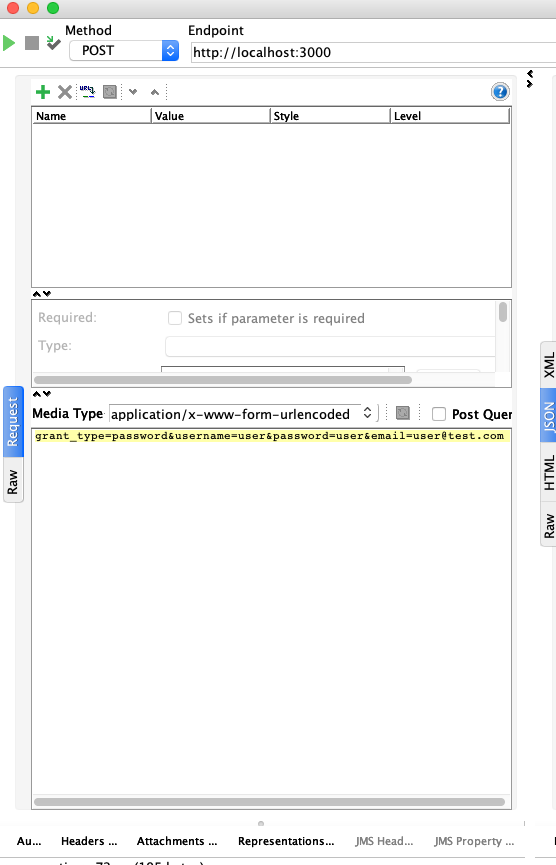 Method
Endpoint
POST
http://localhost:3000
URL
?
Name
Value
Style
Level
Required:
Sets if parameter is required
Type:
Media Type
application/x-www-form-urlencoded
Post Quer
grant_type=password&username=user&password=user&email=user@test.com
Request
Raw
XML
JSON
HTML
Raw
Au...
Headers ...
Attachments ...
Representations...
JMS Head...
JMS Property ...